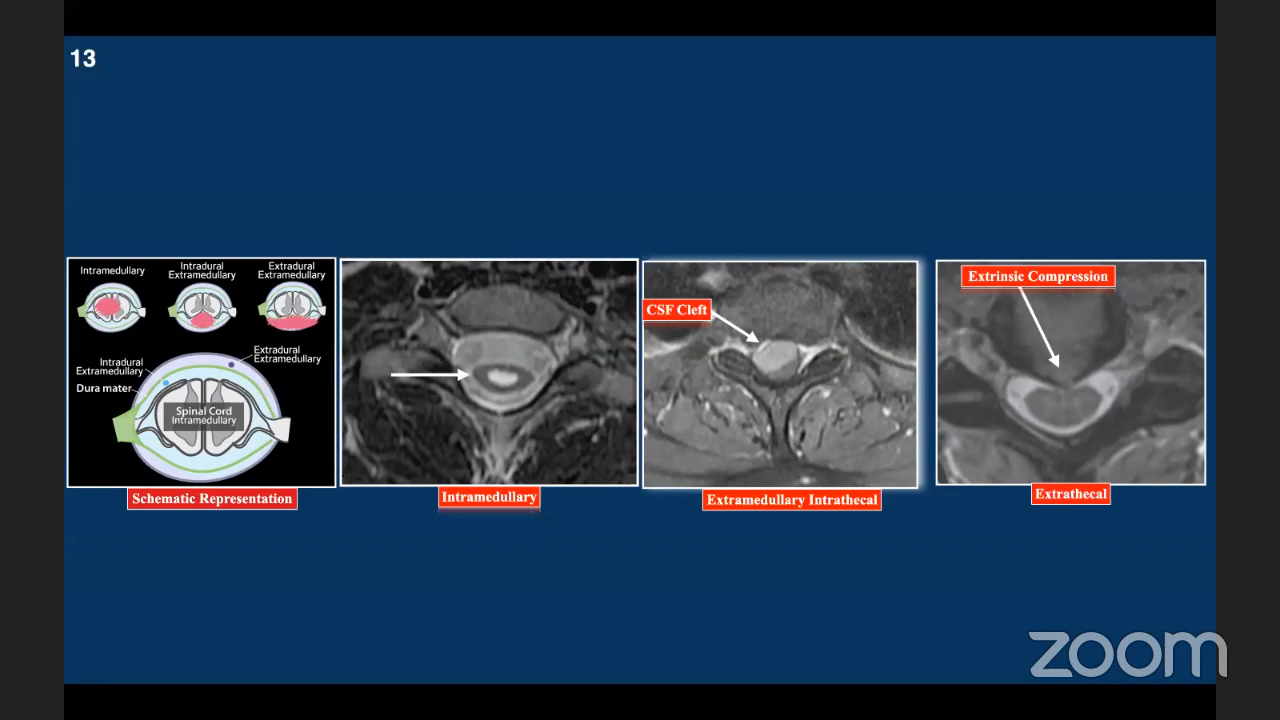 13
Intramedullary
Intradural
Extramedullary
Extradural
Extramedullary
Extradural
Extramedullary
Intradural
Extramedullary
Dura mater
Spinal Cord
Intramedullary
Schematic Representation
Intramedullary
CSF Cleft
Extramedullary Intrathecal
Extrinsic Compression
Extrathecal
zoom